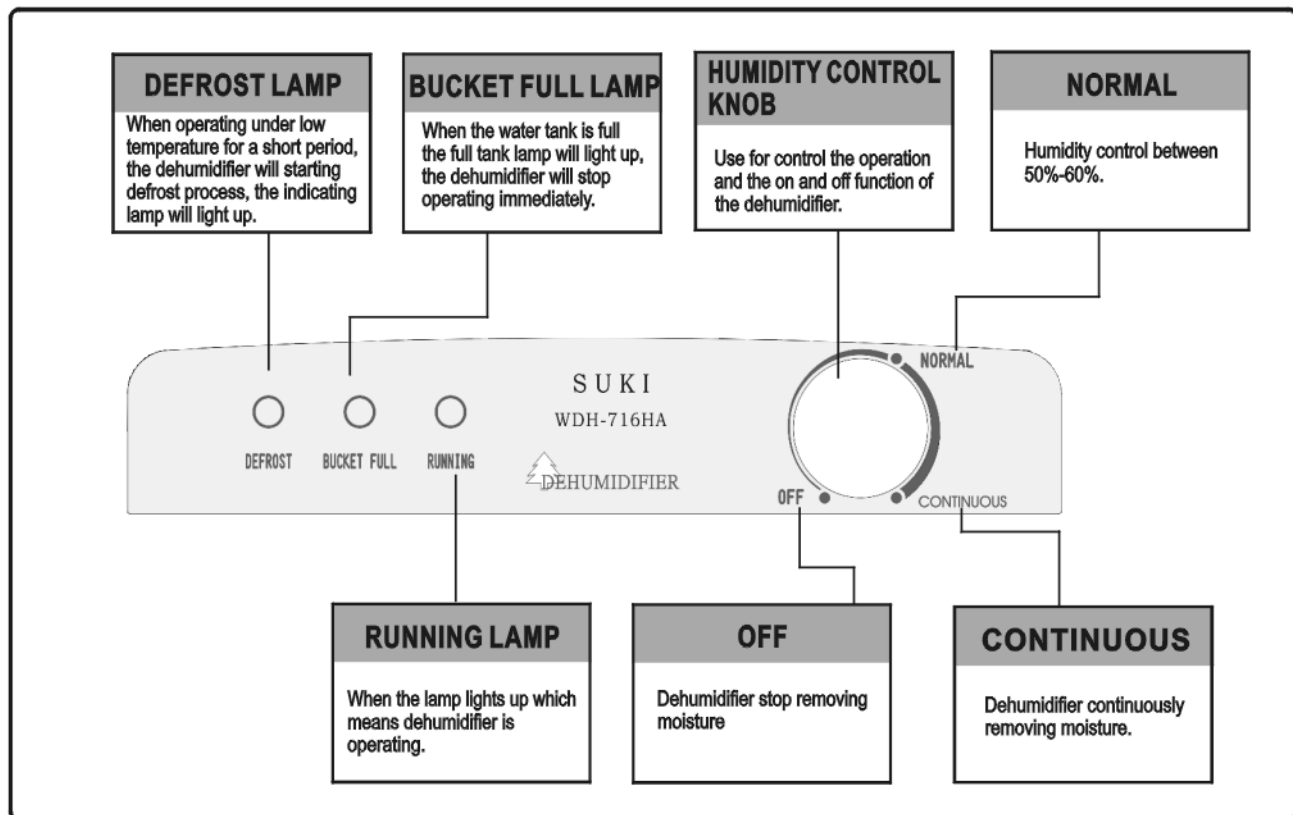 DEFROST LAMP
When operating under low
temperature for a short period,
the dehumidifier will starting
defrost process, the indicating
lamp will light up.
BUCKET FULL LAMP
When the water tank is full
the full tank lamp will light up,
the dehumidifier will stop
operating immediately.
HUMIDITY CONTROL
KNOB
Use for control the operation
and the on and off function of
the dehumidifier.
NORMAL
Humidity control between
50%-60%.
DEFROST
BUCKET FULL
RUNNING
SUKI
WDH-716HA
DEHUMIDIFIER
NORMAL
OFF
CONTINUOUS
RUNNING LAMP
When the lamp lights up which
means dehumidifier is
operating.
OFF
Dehumidifier stop removing
moisture
CONTINUOUS
Dehumidifier continuously
removing moisture.